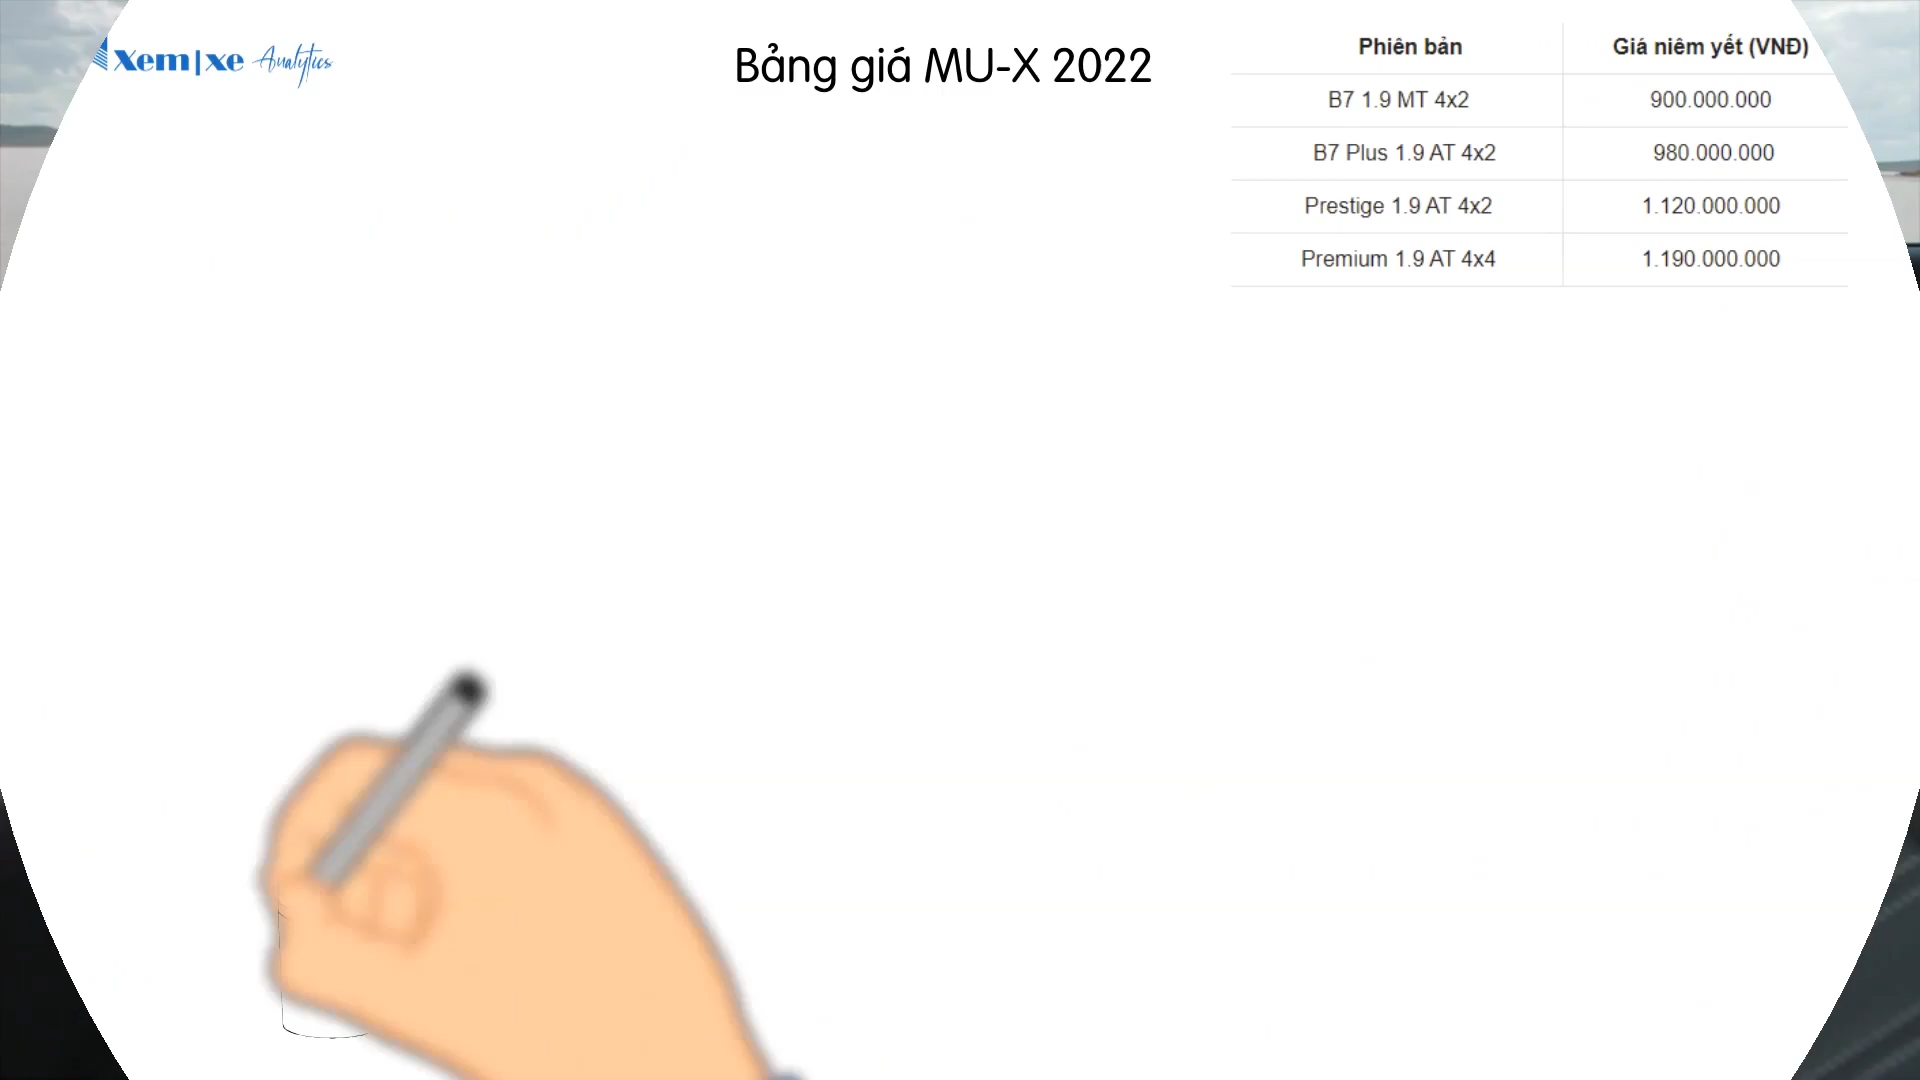 Xem|xe Analytics
Bảng giá MU-X 2022
Phiên bản Giá niêm yết (VNĐ)
B7 1.9 MT 4x2 900.000.000
B7 Plus 1.9 AT 4x2 980.000.000
Prestige 1.9 AT 4x2 1.120.000.000
Premium 1.9 AT 4x4 1.190.000.000